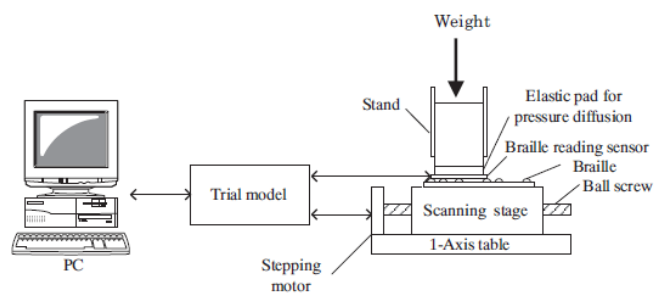 Weight
Stand
Elastic pad for
pressure diffusion
Braille reading sensor
Braille
Ball screw
Trial model
Scanning stage
1-Axis table
PC
Stepping
motor